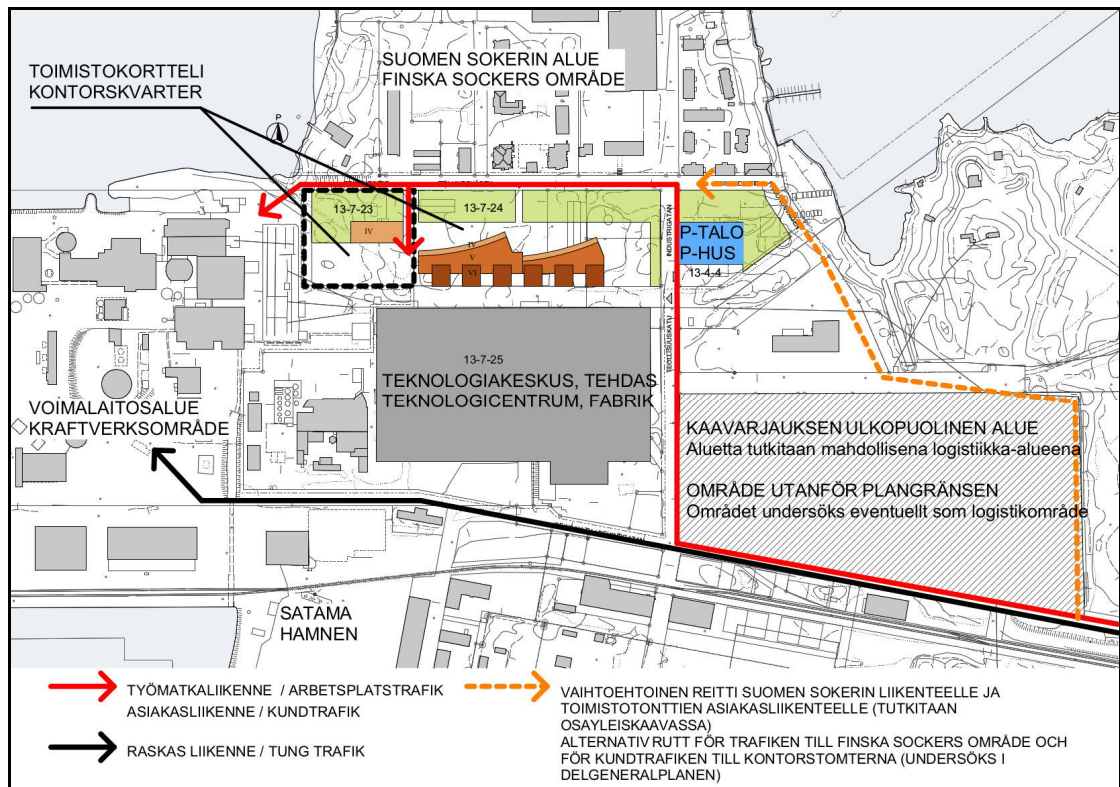 TOIMISTOKORTTELI
KONTORSKVARTER
SUOMEN SOKERIN ALUE
FINSKA SOCKERS OMRÅDE
P
13-7-23
13-7-24
IV
IV
V
VI
INDUSTRIGATAN
P-TALO
P-HUS
13-4-4
TEOLLISUUSKATU
13-7-25
TEKNOLOGIAKESKUS, TEHDAS
TEKNOLOGICENTRUM, FABRIK
VOIMALAITOSALUE
KRAFTVERKSOMRÅDE
KAAVARJAUKSEN ULKOPUOLINEN ALUE
Aluetta tutkitaan mahdollisena logistiikka-alueena
OMRÅDE UTANFÖR PLANGRÄNSEN
Området undersöks eventuellt som logistikområde
SATAMA
HAMNEN
TYÖMATKALIIKENNE / ARBETSPLATSTRAFIK
ASIAKASLIIKENNE / KUNDTRAFIK
RASKAS LIIKENNE / TUNG TRAFIK
VAIHTOEHTOINEN REITTI SUOMEN SOKERIN LIIKENTEELLE JA
TOIMISTOTONTTIEN ASIAKASLIIKENTEELLE (TUTKITAAN
OSAYLEISKAAVASSA)
ALTERNATIV RUTT FÖR TRAFIKEN TILL FINSKA SOCKERS OMRÅDE OCH
FÖR KUNDTRAFIKEN TILL KONTORSTOMTERNA (UNDERSÖKS I
DELGENERALPLANEN)